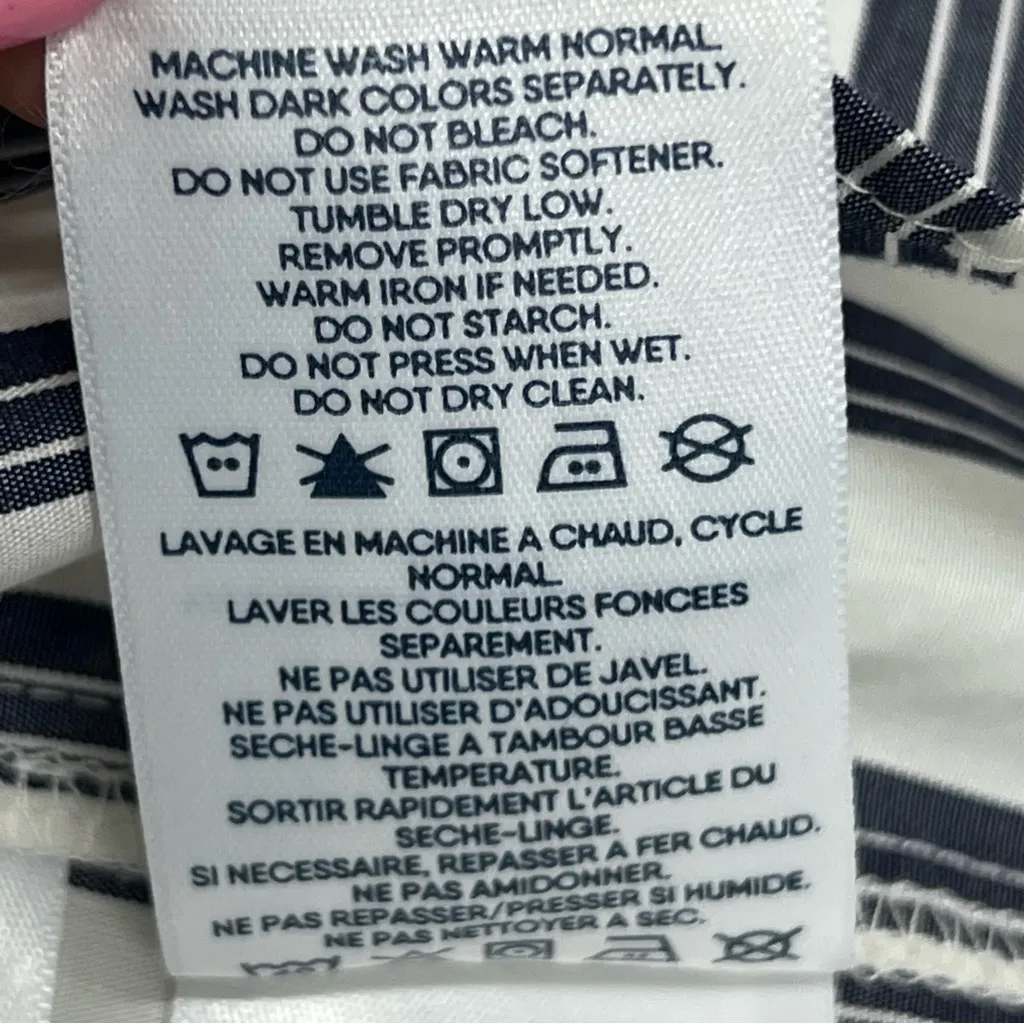 MACHINE WASH WARM NORMAL.
WASH DARK COLORS SEPARATELY.
DO NOT BLEACH.
DO NOT USE FABRIC SOFTENER.
TUMBLE DRY LOW.
REMOVE PROMPTLY.
WARM IRON IF NEEDED.
DO NOT STARCH.
DO NOT PRESS WHEN WET.
DO NOT DRY CLEAN.
LAVAGE EN MACHINE A CHAUD, CYCLE
NORMAL.
LAVER LES COULEURS FONCEES
SEPAREMENT.
NE PAS UTILISER DE JAVEL.
NE PAS UTILISER D'ADOUCISSANT.
SECHE-LINGE A TAMBOUR BASSE
TEMPERATURE.
SORTIR RAPIDEMENT L'ARTICLE DU
SECHE-LINGE.
SI NECESSAIRE, REPASSER A FER CHAUD.
NE PAS AMIDONNER.
NE PAS REPASSER/PRESSER SI HUMIDE.
NE PAS NETTOYER A SEC.